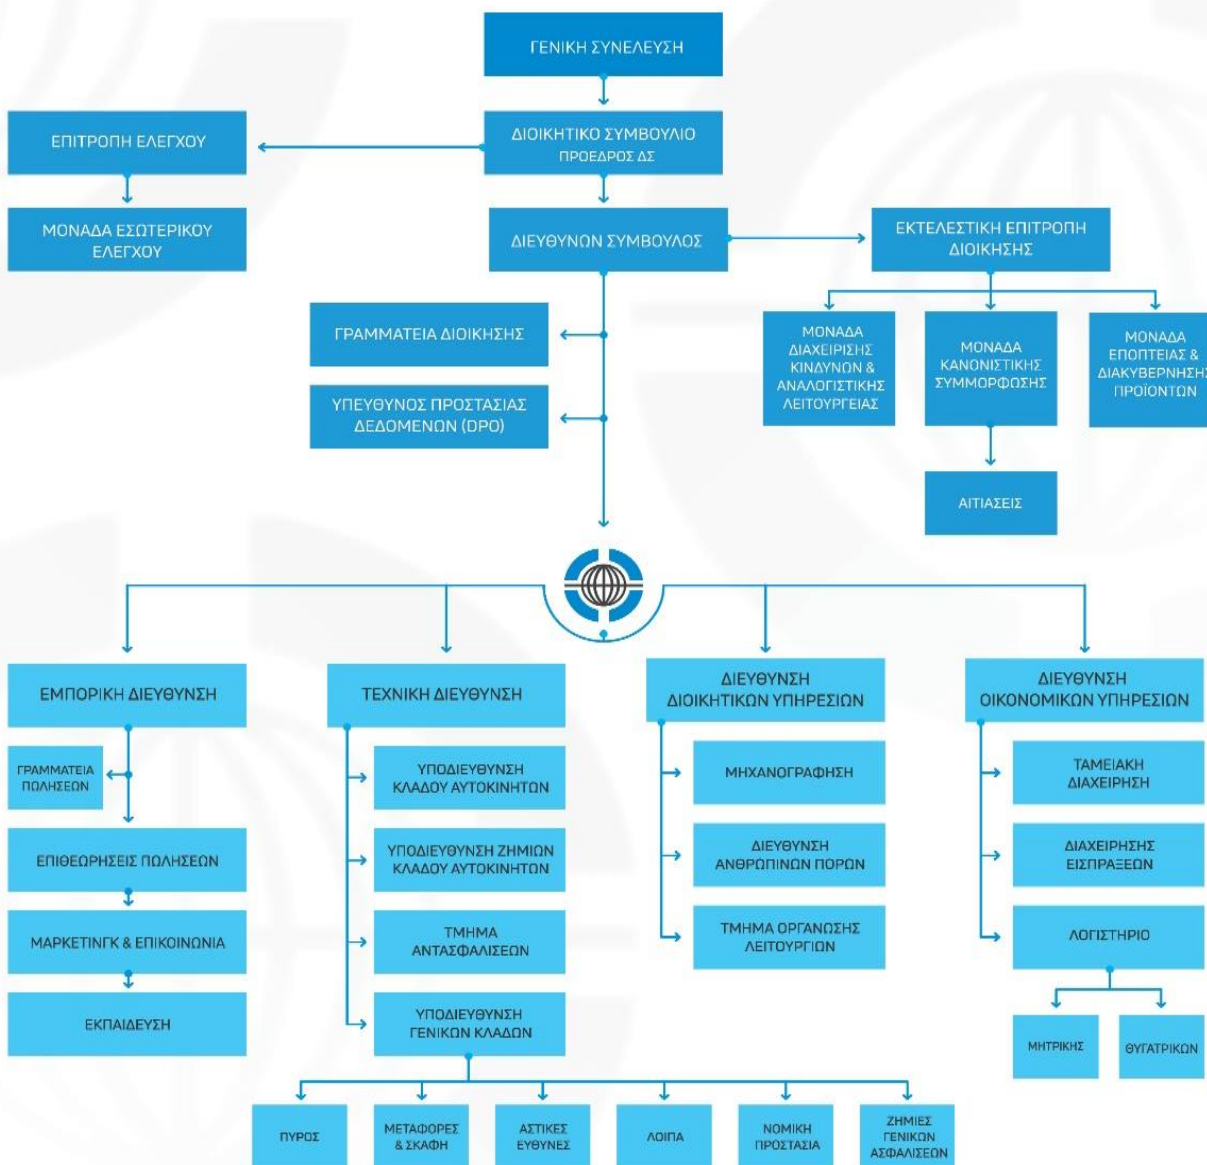 ΓΕΝΙΚΗ ΣΥΝΕΛΕΥΣΗ
ΕΠΙΤΡΟΠΗ ΕΛΕΓΧΟΥ
ΔΙΟΙΚΗΤΙΚΟ ΣΥΜΒΟΥΛΙΟ
ΠΡΟΕΔΡΟΣ ΔΣ
ΜΟΝΑΔΑ ΕΣΩΤΕΡΙΚΟΥ
ΕΛΕΓΧΟΥ
ΔΙΕΥΘΥΝΩΝ ΣΥΜΒΟΥΛΟΣ
ΕΚΤΕΛΕΣΤΙΚΗ ΕΠΙΤΡΟΠΗ
ΔΙΟΙΚΗΣΗΣ
ΓΡΑΜΜΑΤΕΙΑ ΔΙΟΙΚΗΣΗΣ
ΥΠΕΥΘΥΝΟΣ ΠΡΟΣΤΑΣΙΑΣ
ΔΕΔΟΜΕΝΩΝ (DPO)
ΜΟΝΑΔΑ
ΔΙΑΧΕΙΡΙΣΗΣ
ΚΙΝΔΥΝΩΝ &
ΑΝΑΛΟΓΙΣΤΙΚΗΣ
ΛΕΙΤΟΥΡΓΕΙΑΣ
ΜΟΝΑΔΑ
ΚΑΝΟΝΙΣΤΙΚΗΣ
ΣΥΜΜΟΡΦΩΣΗΣ
ΜΟΝΑΔΑ
ΕΠΟΠΤΕΙΑΣ &
ΔΙΑΚΥΒΕΡΝΗΣΗΣ
ΠΡΟΪΟΝΤΩΝ
ΑΙΤΙΑΣΕΙΣ
ΕΜΠΟΡΙΚΗ ΔΙΕΥΘΥΝΣΗ
ΤΕΧΝΙΚΗ ΔΙΕΥΘΥΝΣΗ
ΔΙΕΥΘΥΝΣΗ
ΔΙΟΙΚΗΤΙΚΩΝ ΥΠΗΡΕΣΙΩΝ
ΔΙΕΥΘΥΝΣΗ
ΟΙΚΟΝΟΜΙΚΩΝ ΥΠΗΡΕΣΙΩΝ
ΓΡΑΜΜΑΤΕΙΑ
ΠΩΛΗΣΕΩΝ
ΥΠΟΔΙΕΥΘΥΝΣΗ
ΚΛΑΔΟΥ ΑΥΤΟΚΙΝΗΤΩΝ
ΜΗΧΑΝΟΓΡΑΦΗΣΗ
ΤΑΜΕΙΑΚΗ
ΔΙΑΧΕΙΡΗΣΗ
ΕΠΙΘΕΩΡΗΣΕΙΣ ΠΩΛΗΣΕΩΝ
ΥΠΟΔΙΕΥΘΥΝΣΗ ΖΗΜΙΩΝ
ΚΛΑΔΟΥ ΑΥΤΟΚΙΝΗΤΩΝ
ΔΙΕΥΘΥΝΣΗ
ΑΝΘΡΩΠΙΝΩΝ ΠΟΡΩΝ
ΔΙΑΧΕΙΡΗΣΗΣ
ΕΙΣΠΡΑΞΕΩΝ
ΜΑΡΚΕΤΙΝΓΚ & ΕΠΙΚΟΙΝΩΝΙΑ
ΤΜΗΜΑ
ΑΝΤΑΣΦΑΛΙΣΕΩΝ
ΤΜΗΜΑ ΟΡΓΑΝΩΣΗΣ
ΛΕΙΤΟΥΡΓΙΩΝ
ΛΟΓΙΣΤΗΡΙΟ
ΕΚΠΑΙΔΕΥΣΗ
ΥΠΟΔΙΕΥΘΥΝΣΗ
ΓΕΝΙΚΩΝ ΚΛΑΔΩΝ
ΜΗΤΡΙΚΗΣ
ΘΥΓΑΤΡΙΚΩΝ
ΠΥΡΟΣ
ΜΕΤΑΦΟΡΕΣ
& ΣΚΑΦΗ
ΑΣΤΙΚΕΣ
ΕΥΘΥΝΕΣ
ΛΟΙΠΑ
ΝΟΜΙΚΗ
ΠΡΟΣΤΑΣΙΑ
ΖΗΜΙΕΣ
ΓΕΝΙΚΩΝ
ΑΣΦΑΛΙΣΕΩΝ